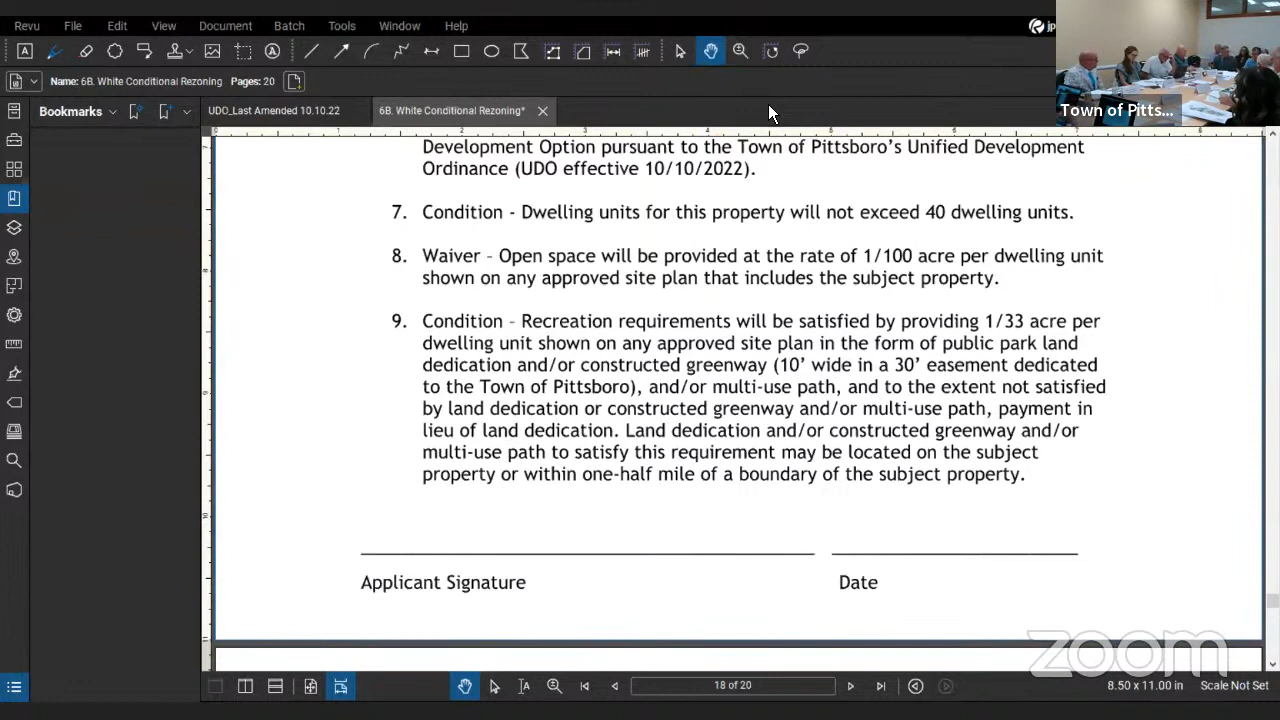 Revu File Edit View Document Batch Tools Window Help
Name: 6B. White Conditional Rezoning Pages: 20
Bookmarks
UDO_Last Amended 10.10.22
6B. White Conditional Rezoning*
Town of Pitts...
Development Option pursuant to the Town of Pittsboro's Unified Development
Ordinance (UDO effective 10/10/2022).
7. Condition - Dwelling units for this property will not exceed 40 dwelling units.
8. Waiver – Open space will be provided at the rate of 1/100 acre per dwelling unit
shown on any approved site plan that includes the subject property.
9. Condition – Recreation requirements will be satisfied by providing 1/33 acre per
dwelling unit shown on any approved site plan in the form of public park land
dedication and/or constructed greenway (10' wide in a 30' easement dedicated
to the Town of Pittsboro), and/or multi-use path, and to the extent not satisfied
by land dedication or constructed greenway and/or multi-use path, payment in
lieu of land dedication. Land dedication and/or constructed greenway and/or
multi-use path to satisfy this requirement may be located on the subject
property or within one-half mile of a boundary of the subject property.
Applicant Signature Date
zoom
18 of 20
8.50 x 11.00 in Scale Not Set